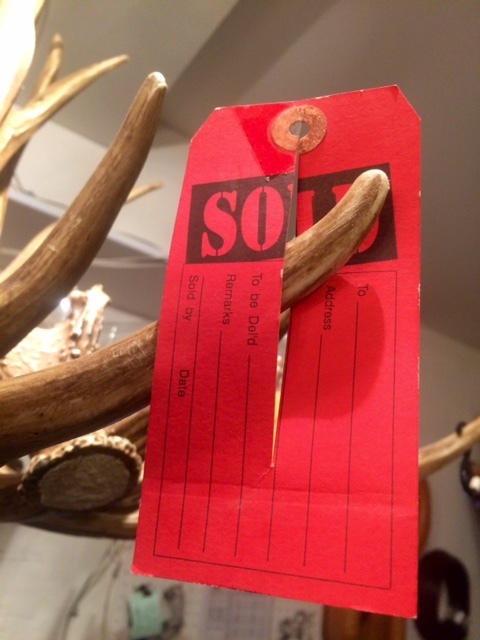 SOLD
To
Address
To be Del'd
Remarks
Sold by Date